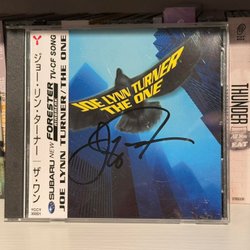 ジョー・リン・ターナー / ザ・ワン
SUBARU NEW FORESTER TV-CF SONG
JOE LYNN TURNER/THE ONE
JOE LYNN TURNER
THE ONE
THUNDER